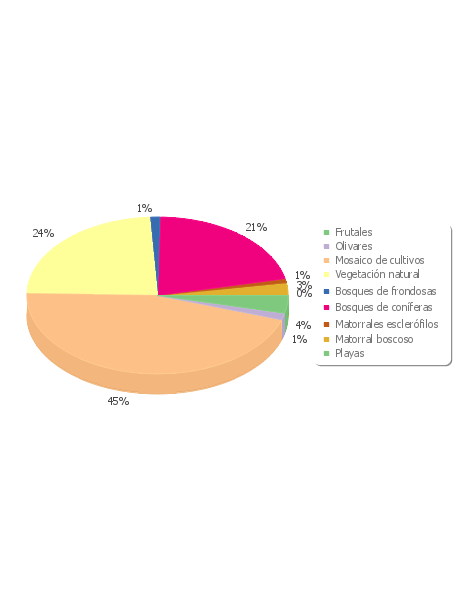 1%
21%
24%
1%
3%
0%
4%
1%
45%
Frutales
Olivares
Mosaico de cultivos
Vegetación natural
Bosques de frondosas
Bosques de coníferas
Matorrales esclerófilos
Matorral boscoso
Playas